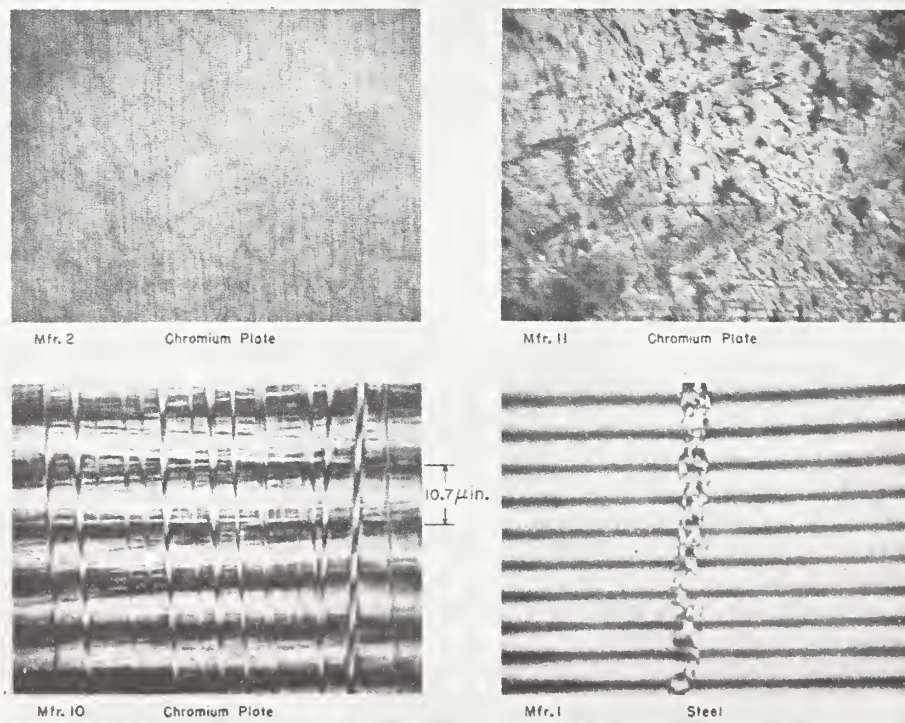 Mfr. 2 Chromium Plate
Mfr. 11 Chromium Plate
10.7 μin.
Mfr. 10 Chromium Plate
Mfr. 1 Steel